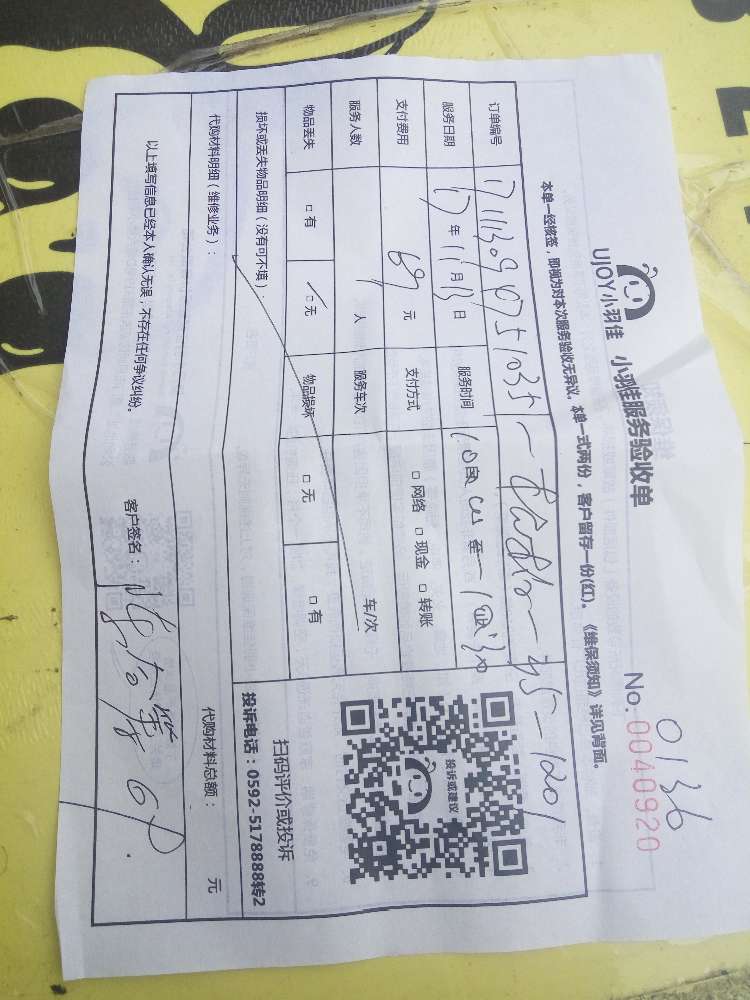 0136
No. 0040920
UJOY小羽佳 小羽佳服务验收单
本单一经核签，即视为对本次服务验收无异议。本单一式两份，客户留存一份(红)。《维保须知》详见背面。
订单编号 171113090751035
服务日期 17年11月13日 服务时间 至
支付费用 69元 支付方式 □网络 □现金 □转账
服务人数 1人 服务车次 车/次
物品丢失 □有 □无 物品损坏 □无 □有
损坏或丢失物品明细（没有可不填）：
投诉或建议
扫码评价或投诉
投诉电话：0592-5178888转2
代购材料明细（维修业务）： 代购材料总额： 元
以上填写信息已经本人确认无误，不存在任何争议纠纷。 客户签名：